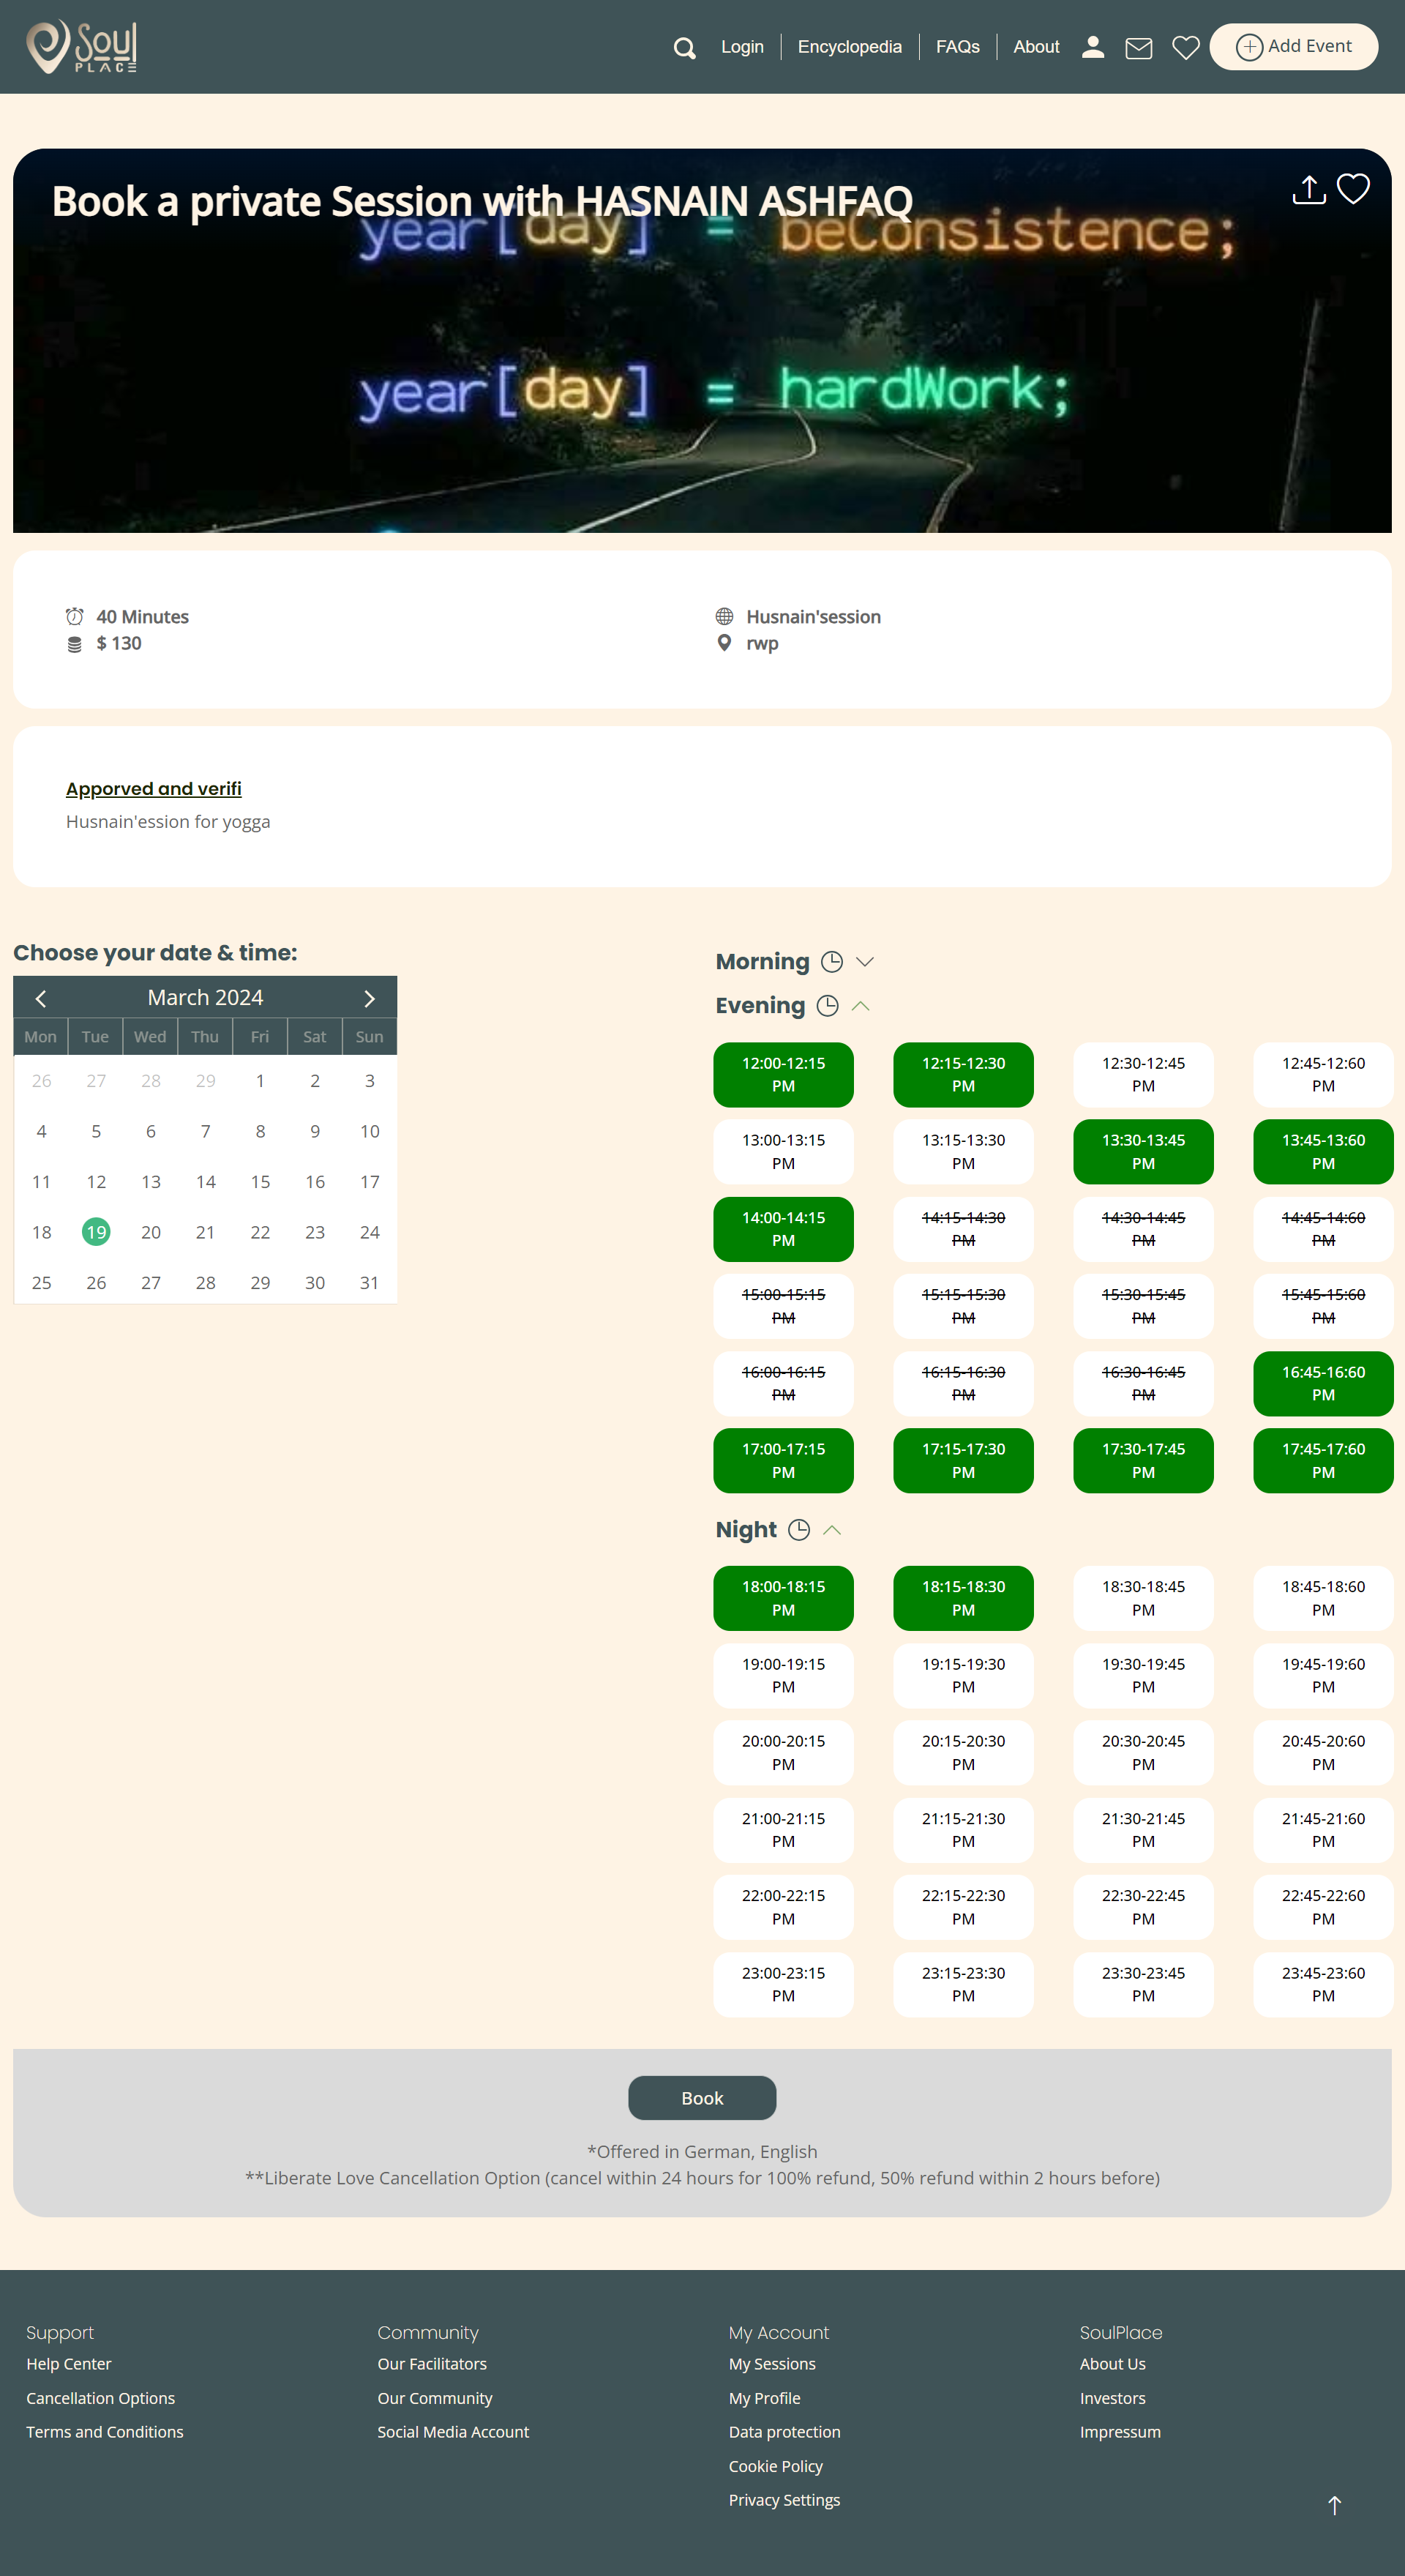 Soul
PLACE
Login
Encyclopedia
FAQs
About
Add Event
Book a private Session with HASNAIN ASHFAQ
year[day] = beConsistence;
year[day] = hardWork;
40 Minutes
$ 130
Husnain'session
rwp
Apporved and verifi
Husnain'ession for yogga
Choose your date & time:
March 2024
Mon Tue Wed Thu Fri Sat Sun
26 27 28 29 1 2 3
4 5 6 7 8 9 10
11 12 13 14 15 16 17
18 19 20 21 22 23 24
25 26 27 28 29 30 31
Morning
Evening
12:00-12:15 12:15-12:30 12:30-12:45 12:45-12:60
PM PM PM PM
13:00-13:15 13:15-13:30 13:30-13:45 13:45-13:60
PM PM PM PM
14:00-14:15 14:15-14:30 14:30-14:45 14:45-14:60
PM PM PM PM
15:00-15:15 15:15-15:30 15:30-15:45 15:45-15:60
PM PM PM PM
16:00-16:15 16:15-16:30 16:30-16:45 16:45-16:60
PM PM PM PM
17:00-17:15 17:15-17:30 17:30-17:45 17:45-17:60
PM PM PM PM
Night
18:00-18:15 18:15-18:30 18:30-18:45 18:45-18:60
PM PM PM PM
19:00-19:15 19:15-19:30 19:30-19:45 19:45-19:60
PM PM PM PM
20:00-20:15 20:15-20:30 20:30-20:45 20:45-20:60
PM PM PM PM
21:00-21:15 21:15-21:30 21:30-21:45 21:45-21:60
PM PM PM PM
22:00-22:15 22:15-22:30 22:30-22:45 22:45-22:60
PM PM PM PM
23:00-23:15 23:15-23:30 23:30-23:45 23:45-23:60
PM PM PM PM
Book
*Offered in German, English
**Liberate Love Cancellation Option (cancel within 24 hours for 100% refund, 50% refund within 2 hours before)
Support
Help Center
Cancellation Options
Terms and Conditions
Community
Our Facilitators
Our Community
Social Media Account
My Account
My Sessions
My Profile
Data protection
Cookie Policy
Privacy Settings
SoulPlace
About Us
Investors
Impressum